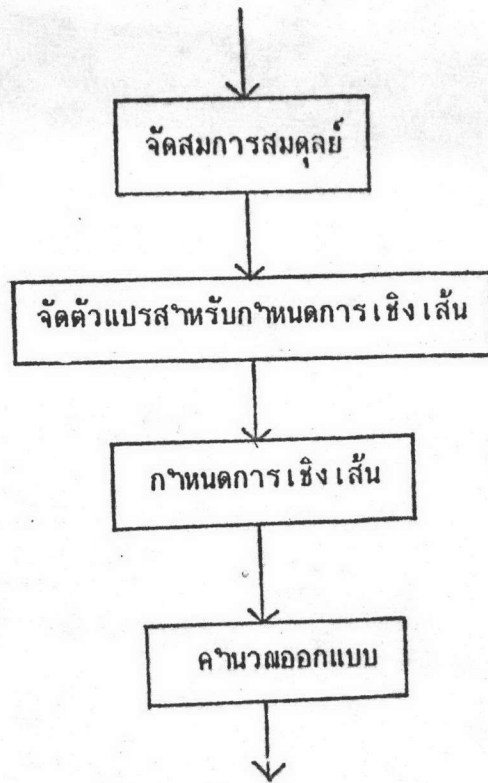 จัดสมการสมดุลย์
จัดตัวแปรสำหรับกำหนดการเชิงเส้น
กำหนดการเชิงเส้น
คำนวณออกแบบ